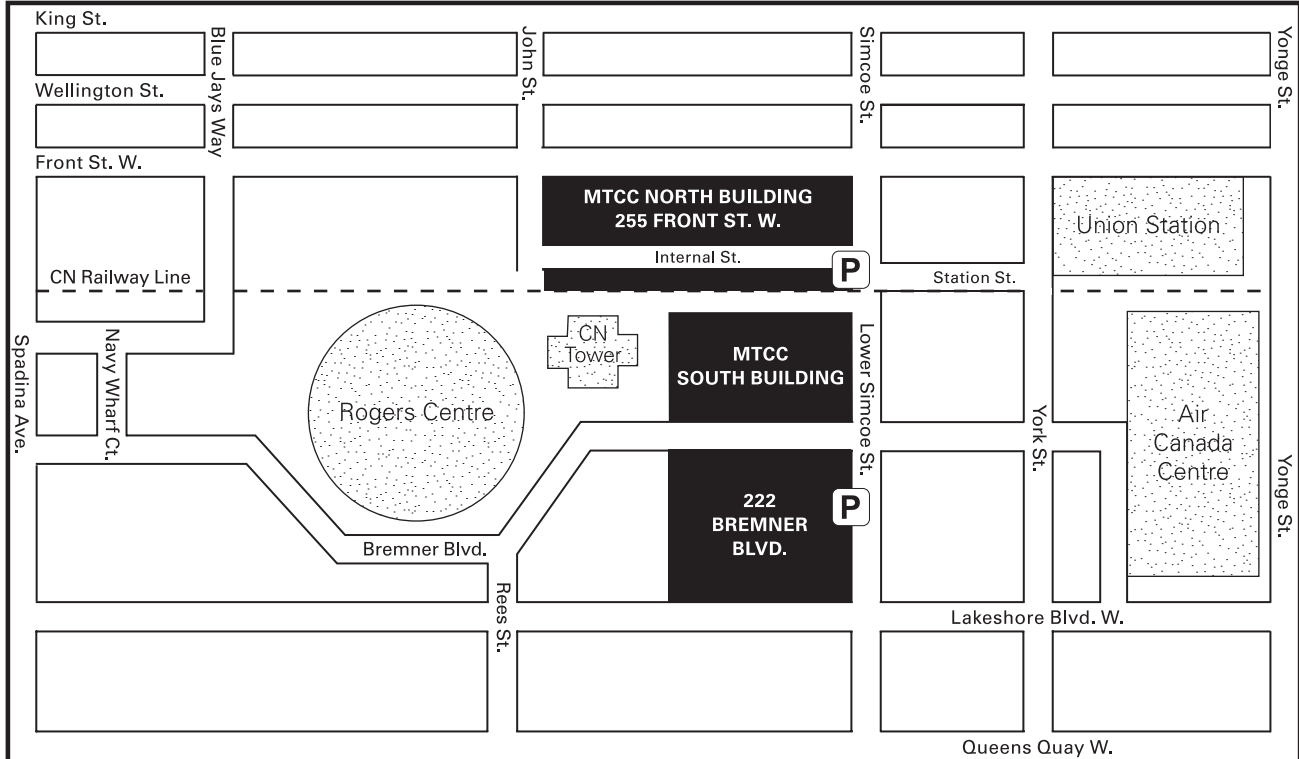 King St.
Blue Jays Way
John St.
Simcoe St.
Yonge St.
Wellington St.
Front St. W.
MTCC NORTH BUILDING
255 FRONT ST. W.
Internal St.
P
Union Station
CN Railway Line
Station St.
Spadina Ave.
Navy Wharf Ct.
Rogers Centre
CN
Tower
MTCC
SOUTH BUILDING
Lower Simcoe St.
York St.
Air
Canada
Centre
Yonge St.
222
BREMNER
BLVD.
P
Bremner Blvd.
Rees St.
Lakeshore Blvd. W.
Queens Quay W.